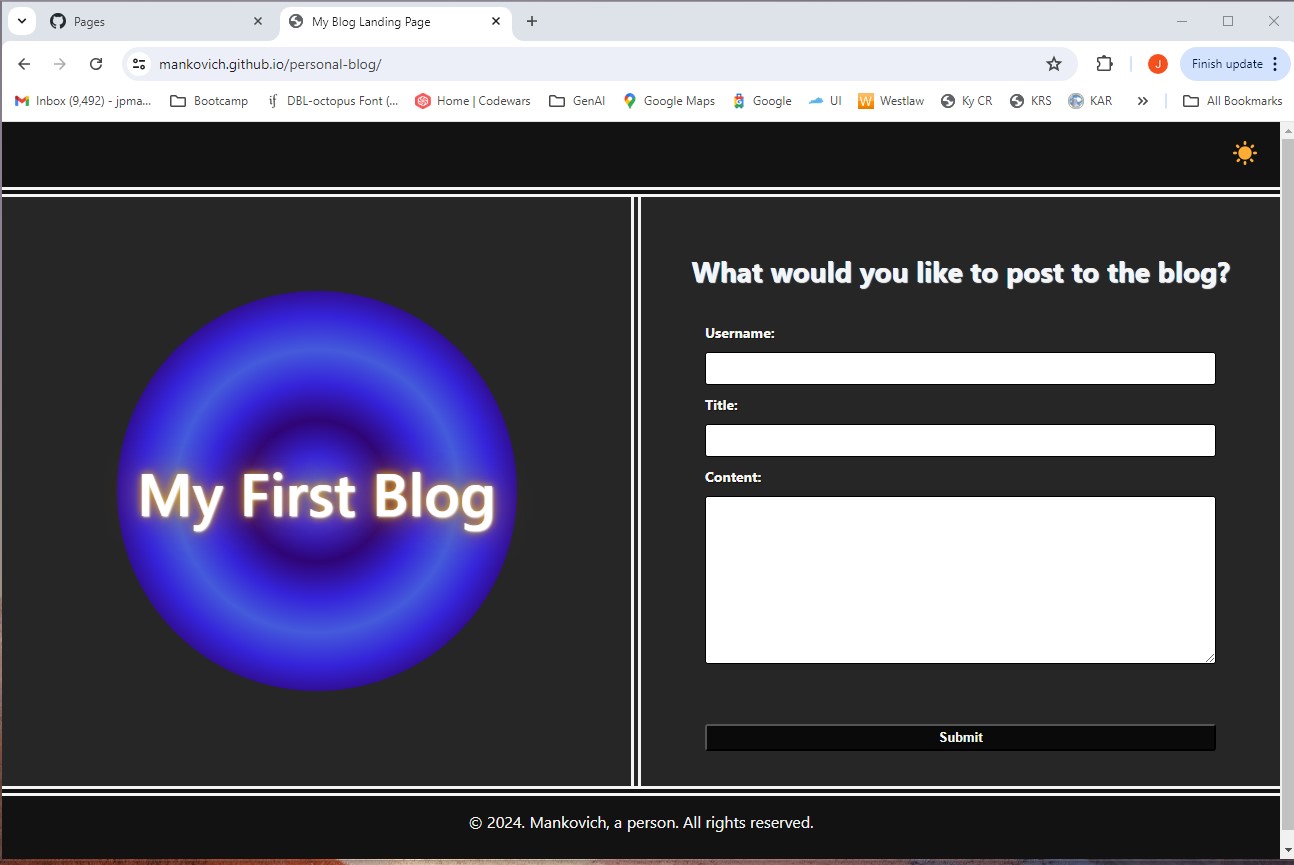 Pages
My Blog Landing Page
mankovich.github.io/personal-blog/
J
Finish update
Inbox (9,492) - jpma...
Bootcamp
DBL-octopus Font (...
Home | Codewars
GenAI
Google Maps
Google
UI
Westlaw
Ky CR
KRS
KAR
All Bookmarks
My First Blog
What would you like to post to the blog?
Username:
Title:
Content:
Submit
© 2024. Mankovich, a person. All rights reserved.